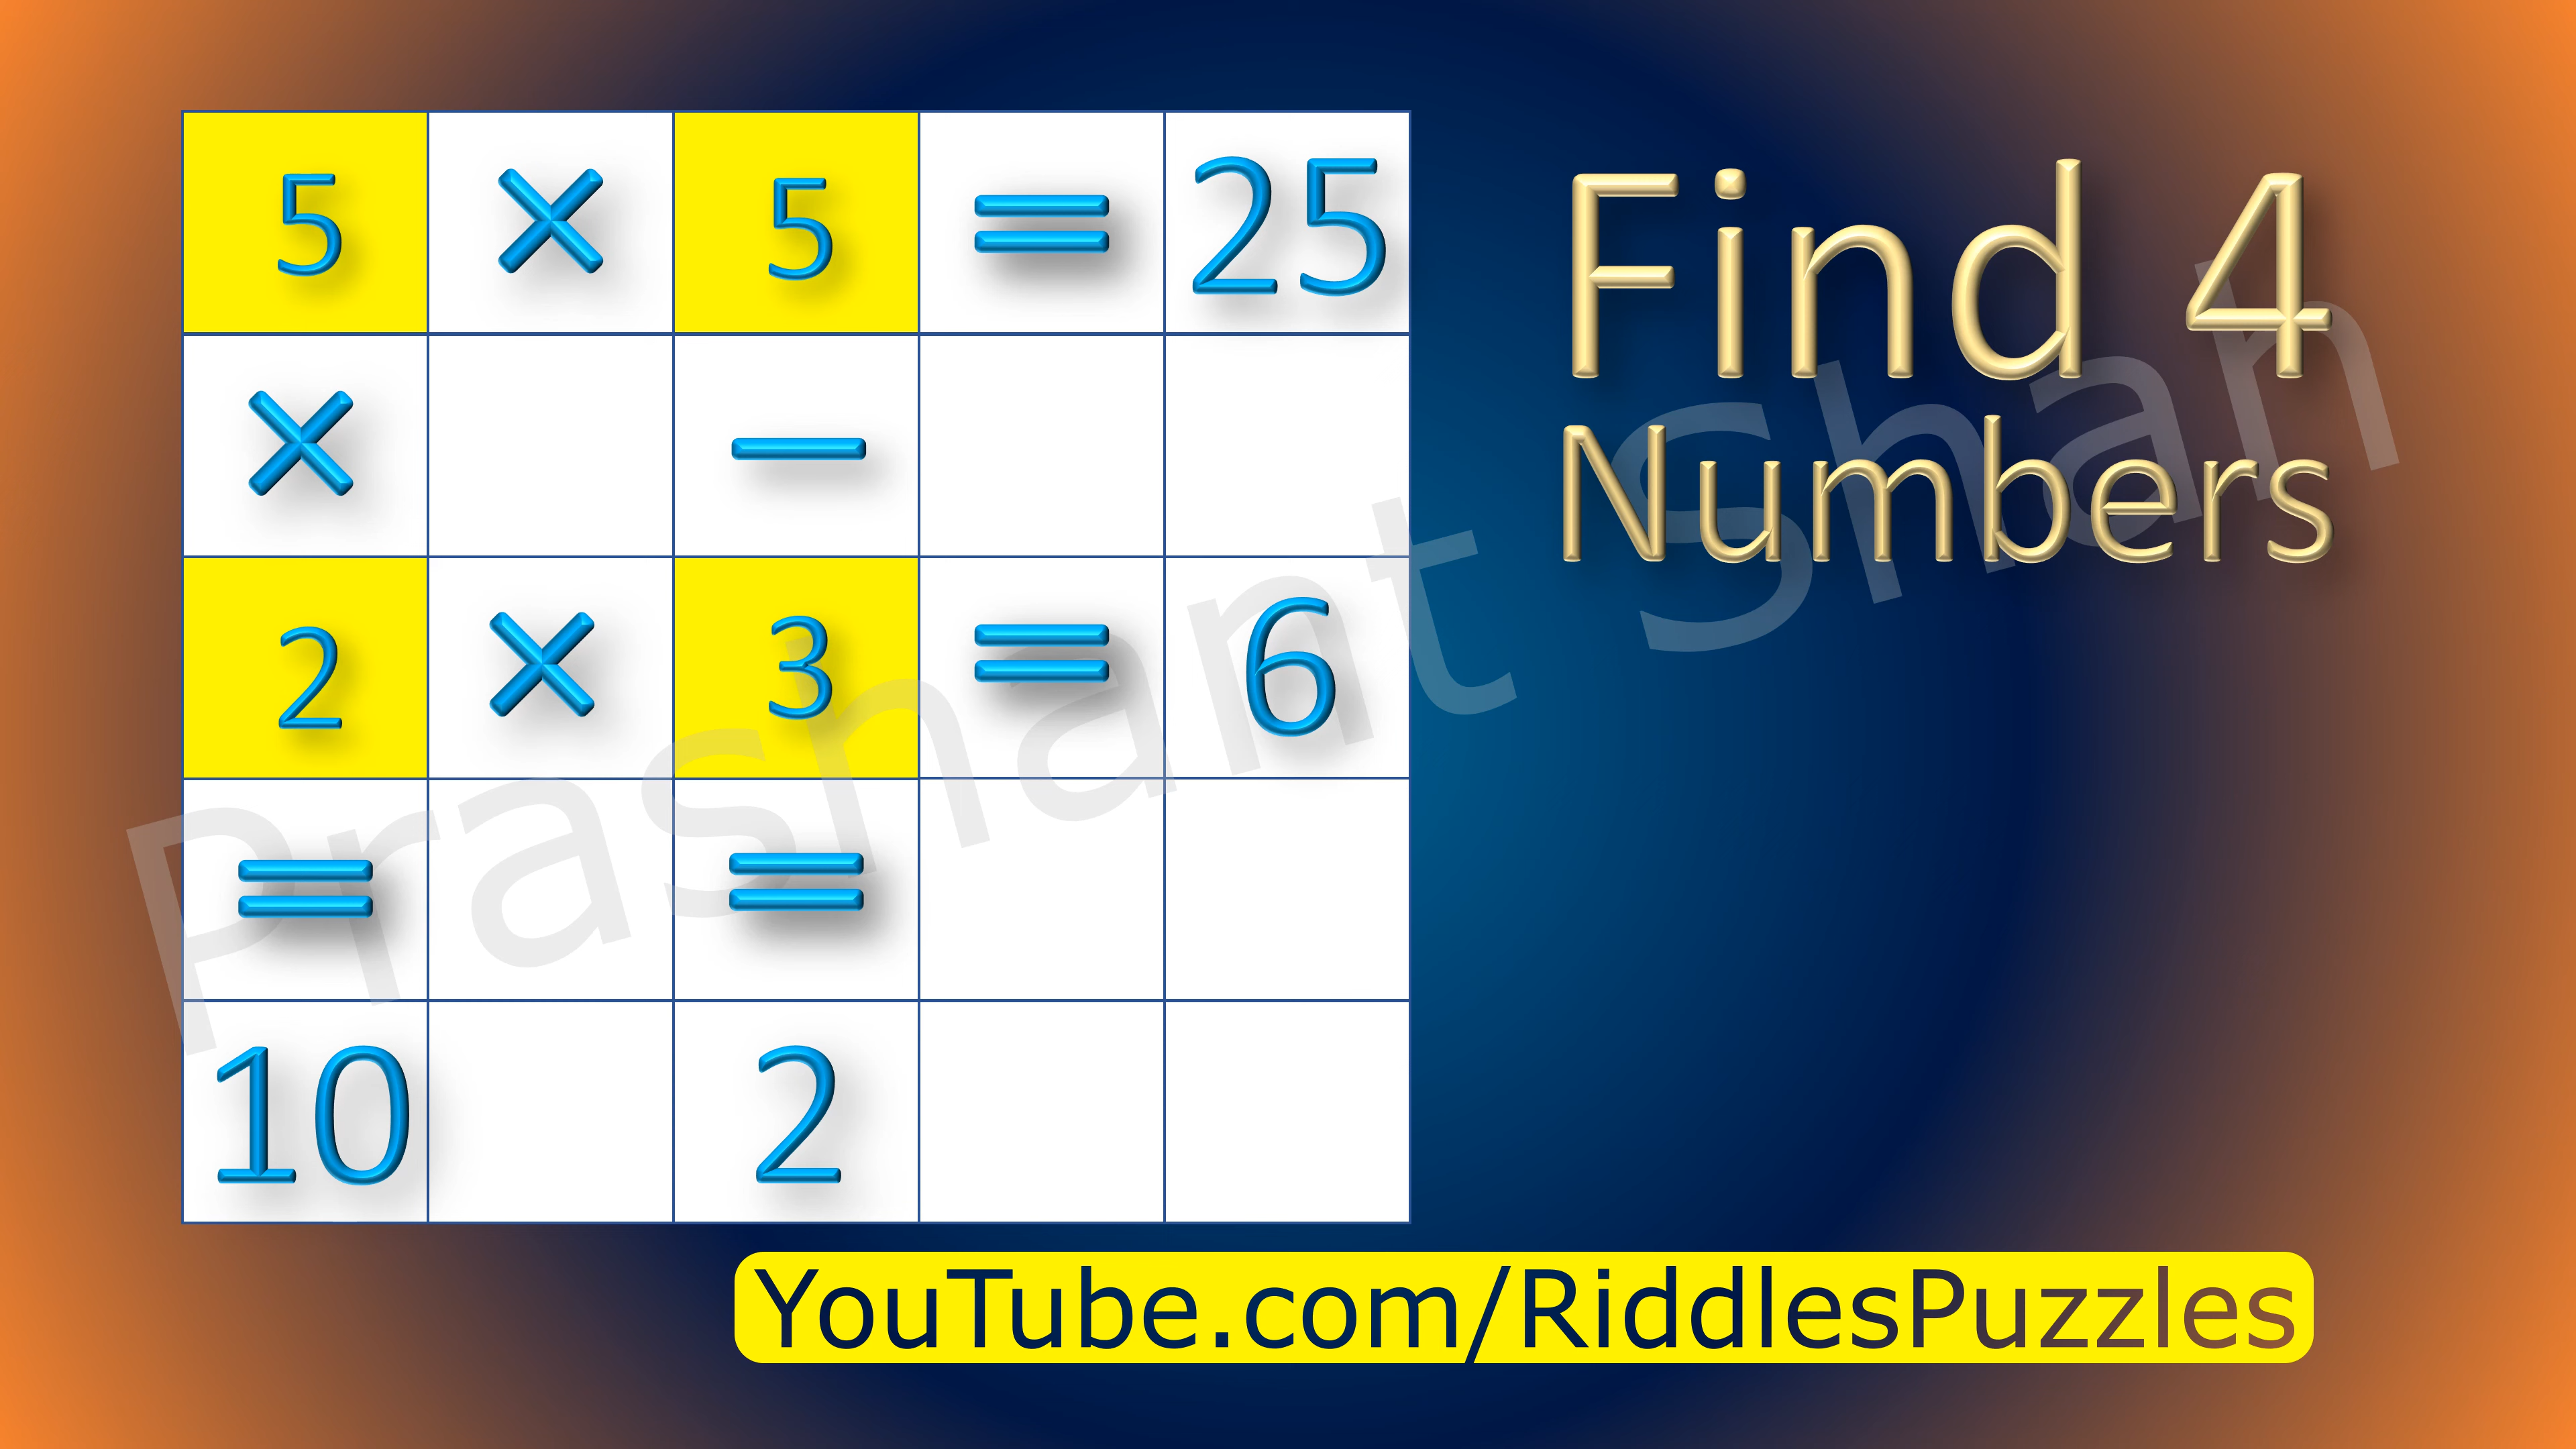 5 × 5 = 25
× −
2 × 3 = 6
= =
10 2
Find 4
Numbers
Prashant Shah
YouTube.com/RiddlesPuzzles